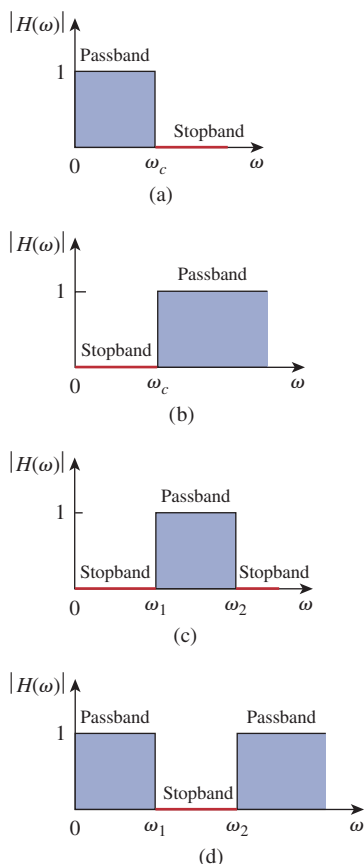 |H(ω)|
Passband
1
Stopband
0
ω_c
ω
(a)
|H(ω)|
Passband
1
Stopband
0
ω_c
ω
(b)
|H(ω)|
Passband
1
Stopband
Stopband
0
ω_1
ω_2
ω
(c)
|H(ω)|
Passband
Passband
1
Stopband
0
ω_1
ω_2
ω
(d)